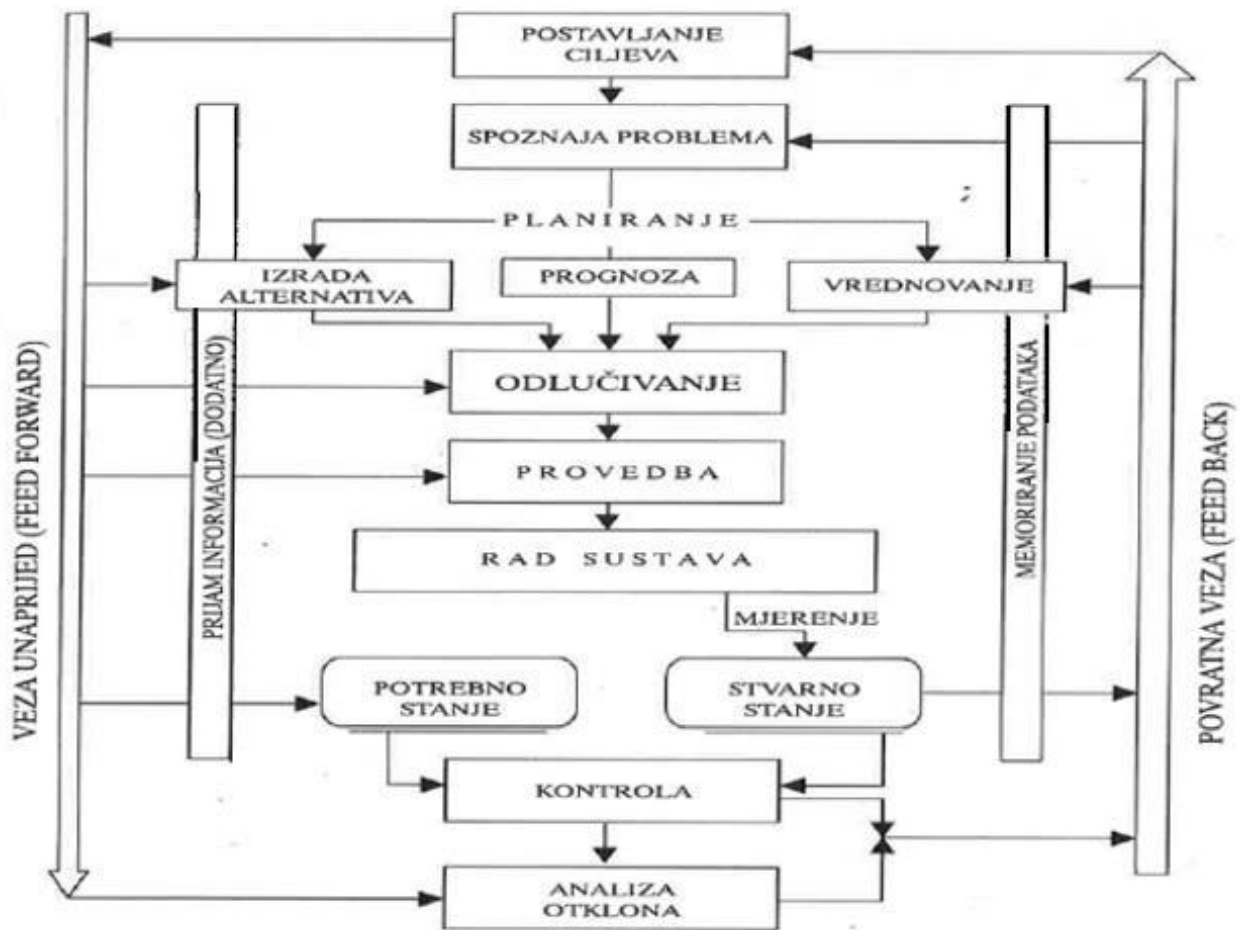 POSTAVLJANJE
CILJEVA
SPOZNAJA PROBLEMA
PLANIRANJE
IZRADA
ALTERNATIVA
PROGNOZA
VREDNOVANJE
ODLUČIVANJE
PROVEDBA
RAD SUSTAVA
MJERENJE
POTREBNO
STANJE
STVARNO
STANJE
KONTROLA
ANALIZA
OTKLONA
VEZA UNAPRIJED (FEED FORWARD)
PRIJAM INFORMACIJA (DODATNO)
MEMORIRANJE PODATAKA
POVRATNA VEZA (FEED BACK)